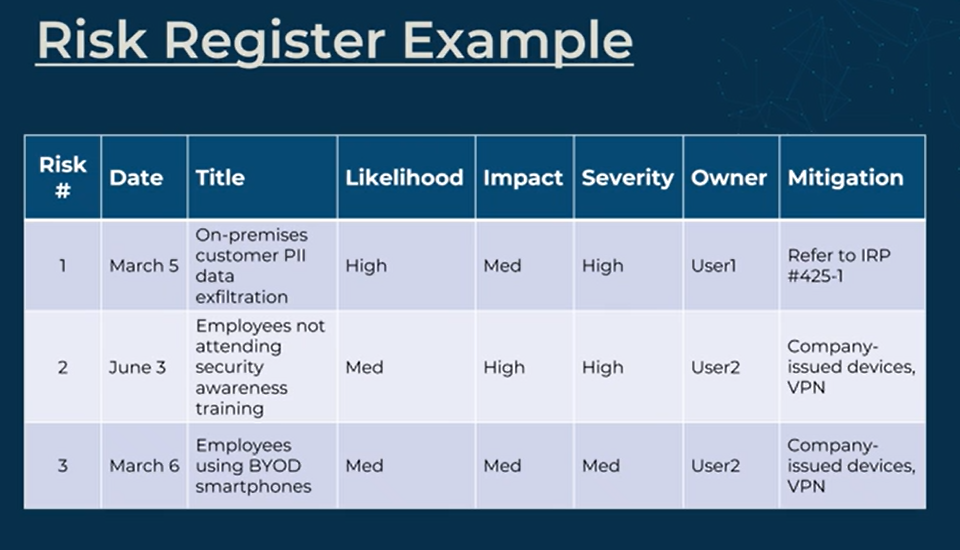 Risk Register Example
Risk
#
Date
Title
Likelihood
Impact
Severity
Owner
Mitigation
1
March 5
On-premises
customer PII
data
exfiltration
High
Med
High
User1
Refer to IRP
#425-1
2
June 3
Employees not
attending
security
awareness
training
Med
High
High
User2
Company-
issued devices,
VPN
3
March 6
Employees
using BYOD
smartphones
Med
Med
Med
User2
Company-
issued devices,
VPN